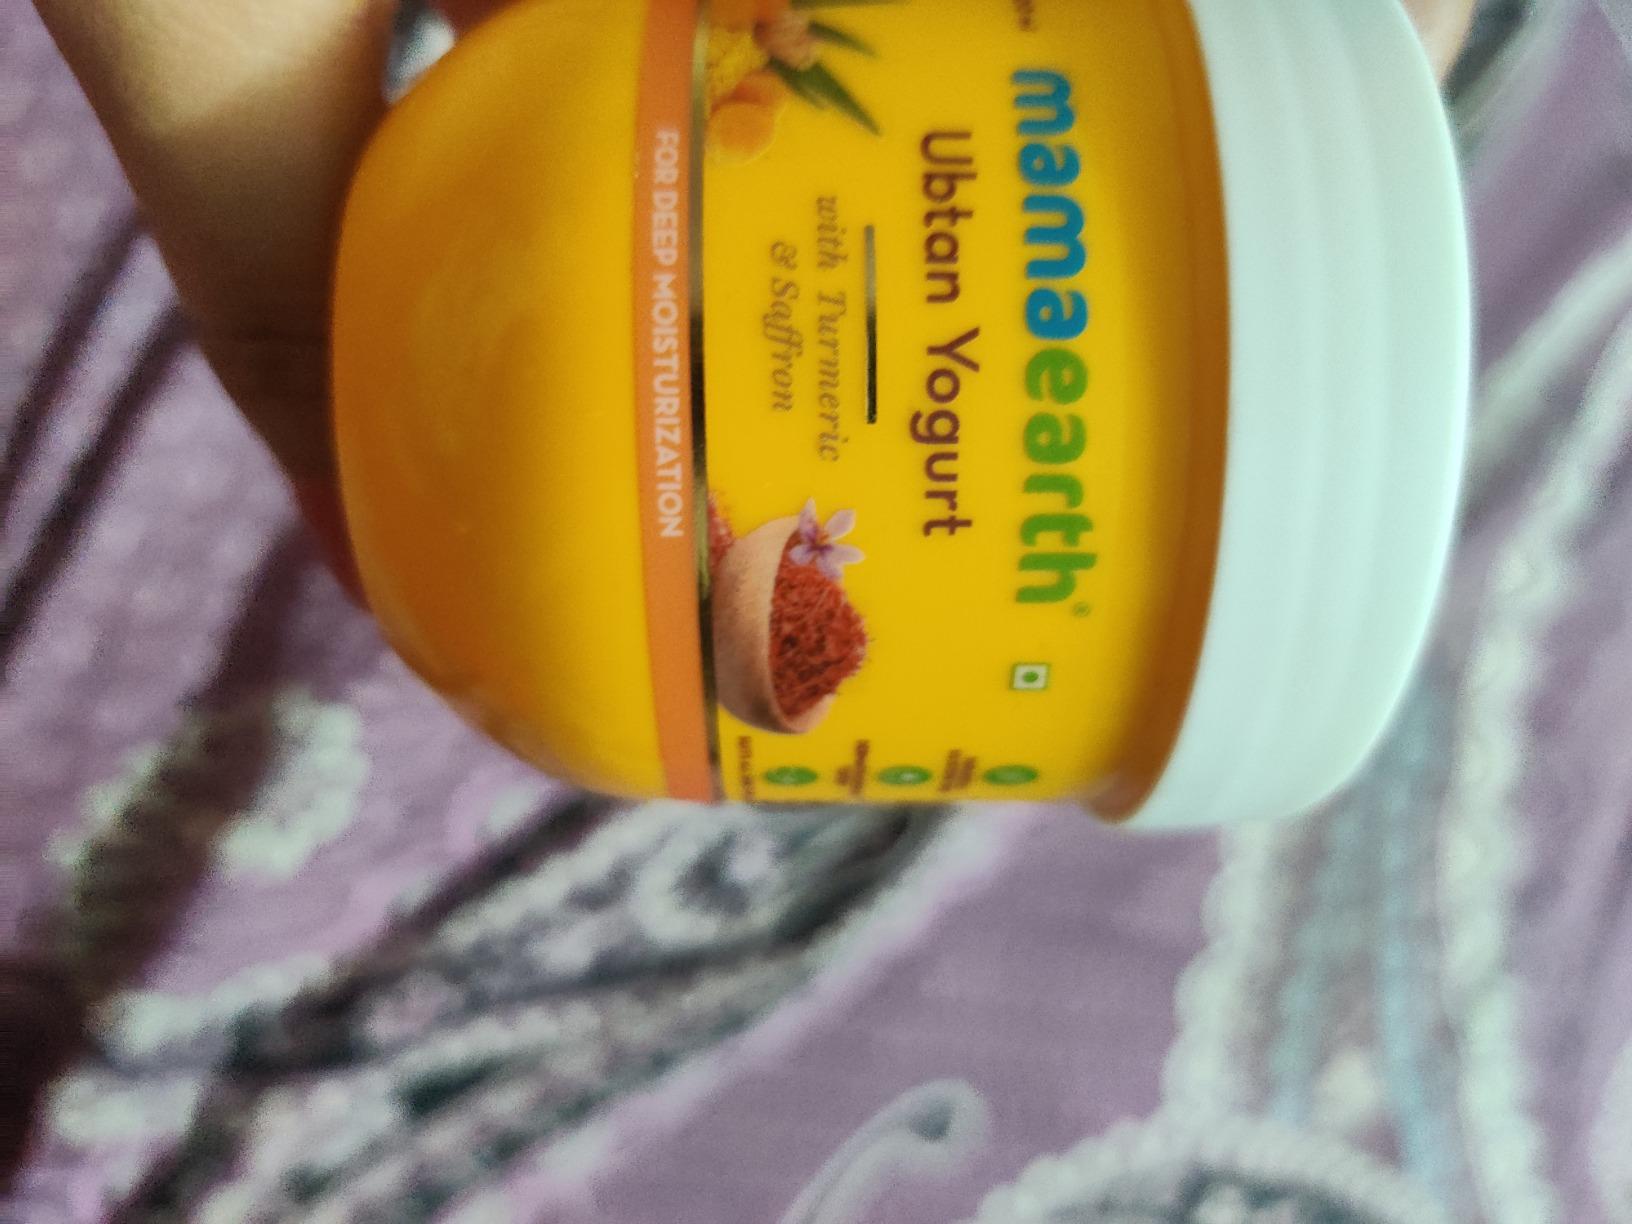 mamaearth®
Ubtan Yogurt
with Turmeric
& Saffron
FOR DEEP MOISTURIZATION